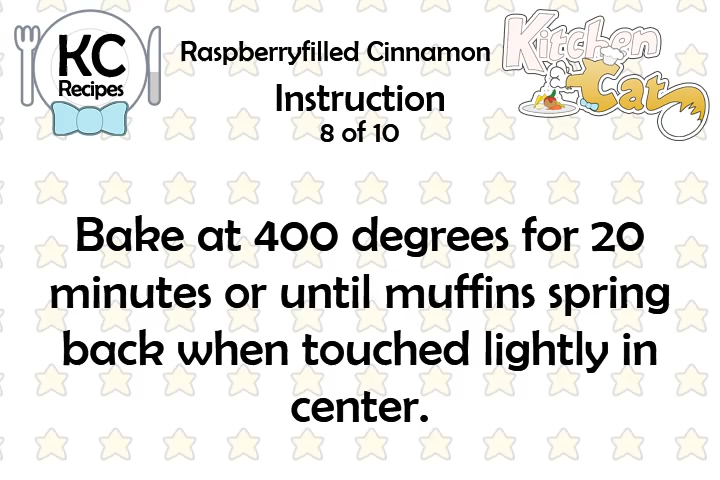 KC
Recipes
Raspberryfilled Cinnamon
Kitchen
Cat
Instruction
8 of 10
Bake at 400 degrees for 20
minutes or until muffins spring
back when touched lightly in
center.